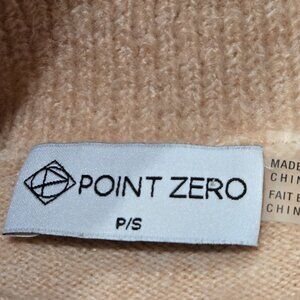 POINT ZERO
P/S
MADE
CHIN
FAIT E
CHIN